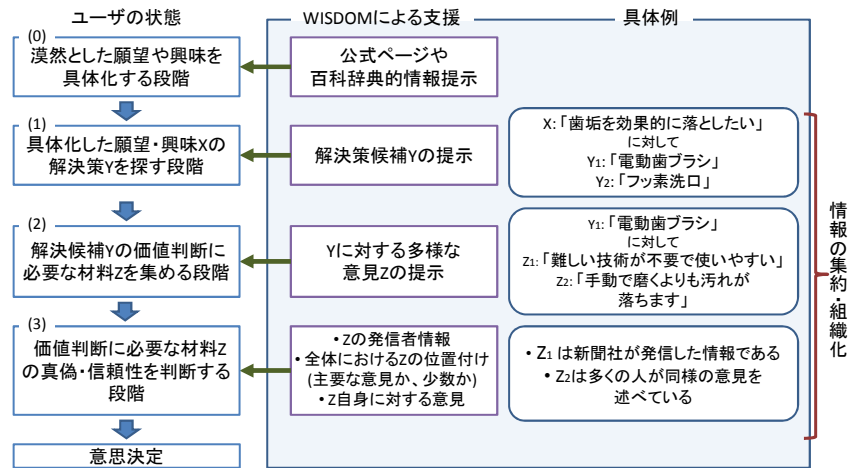 ユーザの状態
WISDOMによる支援
具体例
(0)
漠然とした願望や興味を
具体化する段階
公式ページや
百科辞典的情報提示
(1)
具体化した願望・興味Xの
解決策Yを探す段階
解決策候補Yの提示
X:「歯垢を効果的に落としたい」
に対して
Y1:「電動歯ブラシ」
Y2:「フッ素洗口」
(2)
解決候補Yの価値判断に
必要な材料Zを集める段階
Yに対する多様な
意見Zの提示
Y1:「電動歯ブラシ」
に対して
Z1:「難しい技術が不要で使いやすい」
Z2:「手動で磨くよりも汚れが
落ちます」
(3)
価値判断に必要な材料Z
の真偽・信頼性を判断する
段階
•Zの発信者情報
•全体におけるZの位置付け
(主要な意見か、少数か)
•Z自身に対する意見
• Z1 は新聞社が発信した情報である
• Z2は多くの人が同様の意見を
述べている
意思決定
情報の集約・組織化